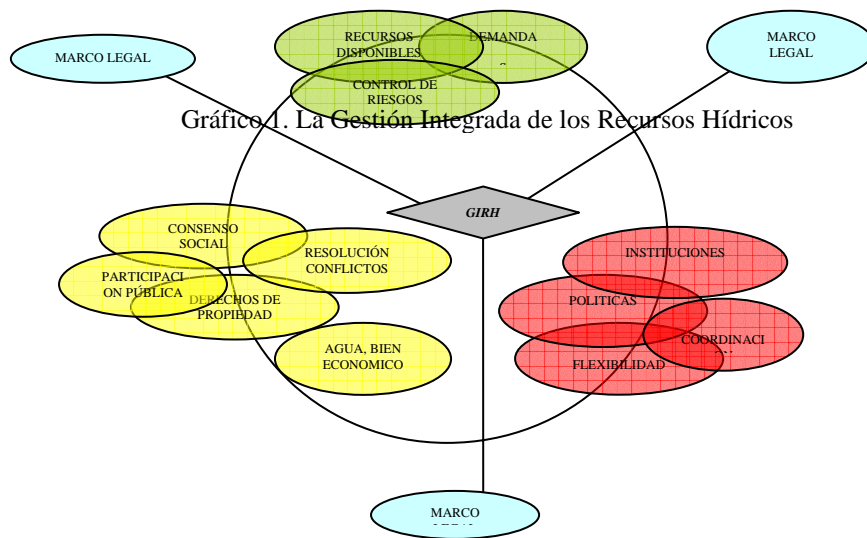 MARCO LEGAL
RECURSOS
DISPONIBLES
DEMANDA
MARCO
LEGAL
CONTROL DE
RIESGOS
Gráfico 1. La Gestión Integrada de los Recursos Hídricos
GIRH
CONSENSO
SOCIAL
RESOLUCIÓN
CONFLICTOS
PARTICIPACI
ON PÚBLICA
DERECHOS DE
PROPIEDAD
AGUA, BIEN
ECONOMICO
INSTITUCIONES
POLITICAS
COORDINACI
FLEXIBILIDAD
MARCO